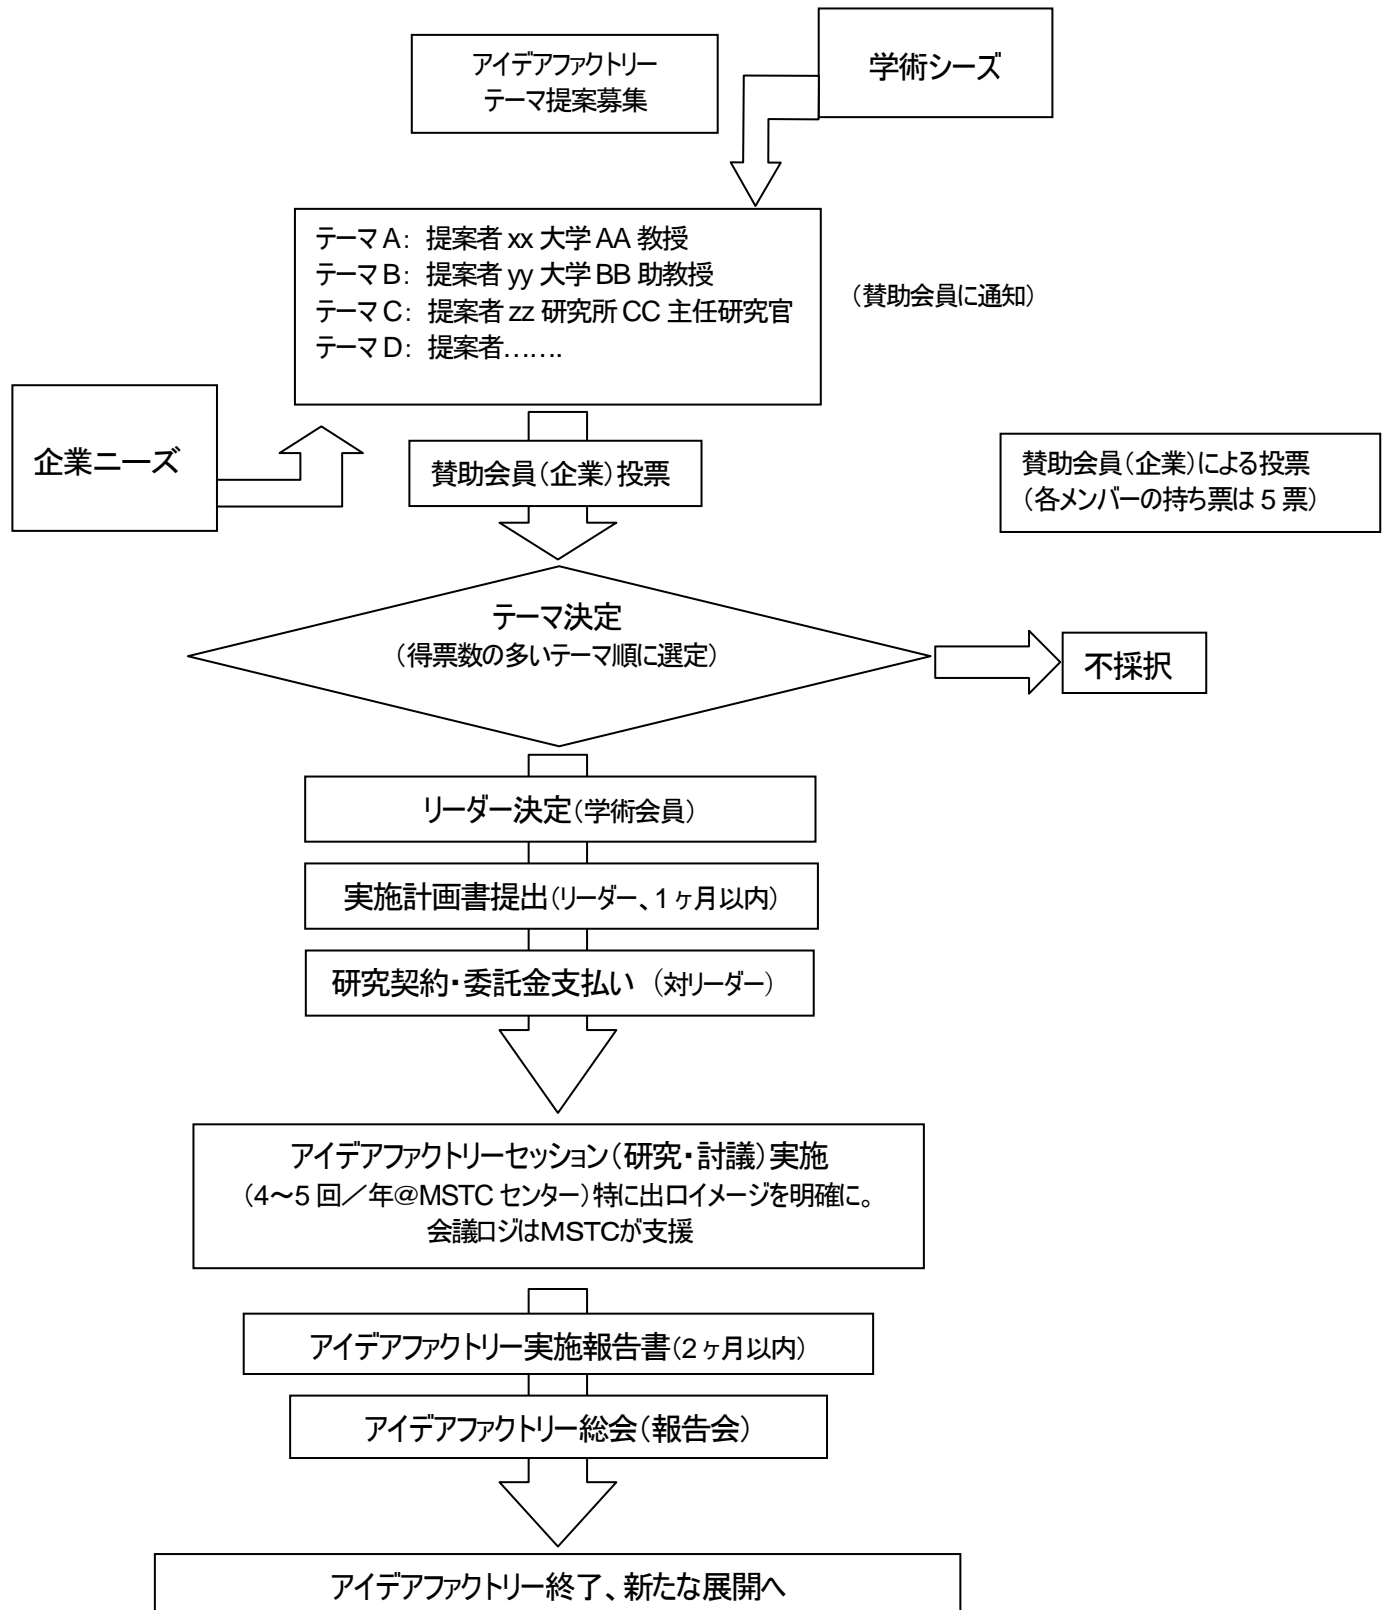 アイデアファクトリー
テーマ提案募集
学術シーズ
テーマA： 提案者 xx 大学 AA 教授
テーマB： 提案者 yy 大学 BB 助教授
テーマC： 提案者 zz 研究所 CC 主任研究官
テーマD： 提案者…….
（賛助会員に通知）
企業ニーズ
賛助会員（企業）投票
賛助会員（企業）による投票
（各メンバーの持ち票は 5 票）
テーマ決定
（得票数の多いテーマ順に選定）
不採択
リーダー決定（学術会員）
実施計画書提出（リーダー、1 ヶ月以内）
研究契約・委託金支払い （対リーダー）
アイデアファクトリーセッション（研究・討議）実施
（4～5 回／年＠MSTC センター）特に出口イメージを明確に。
会議ロジはMSTCが支援
アイデアファクトリー実施報告書（2 ヶ月以内）
アイデアファクトリー総会（報告会）
アイデアファクトリー終了、新たな展開へ